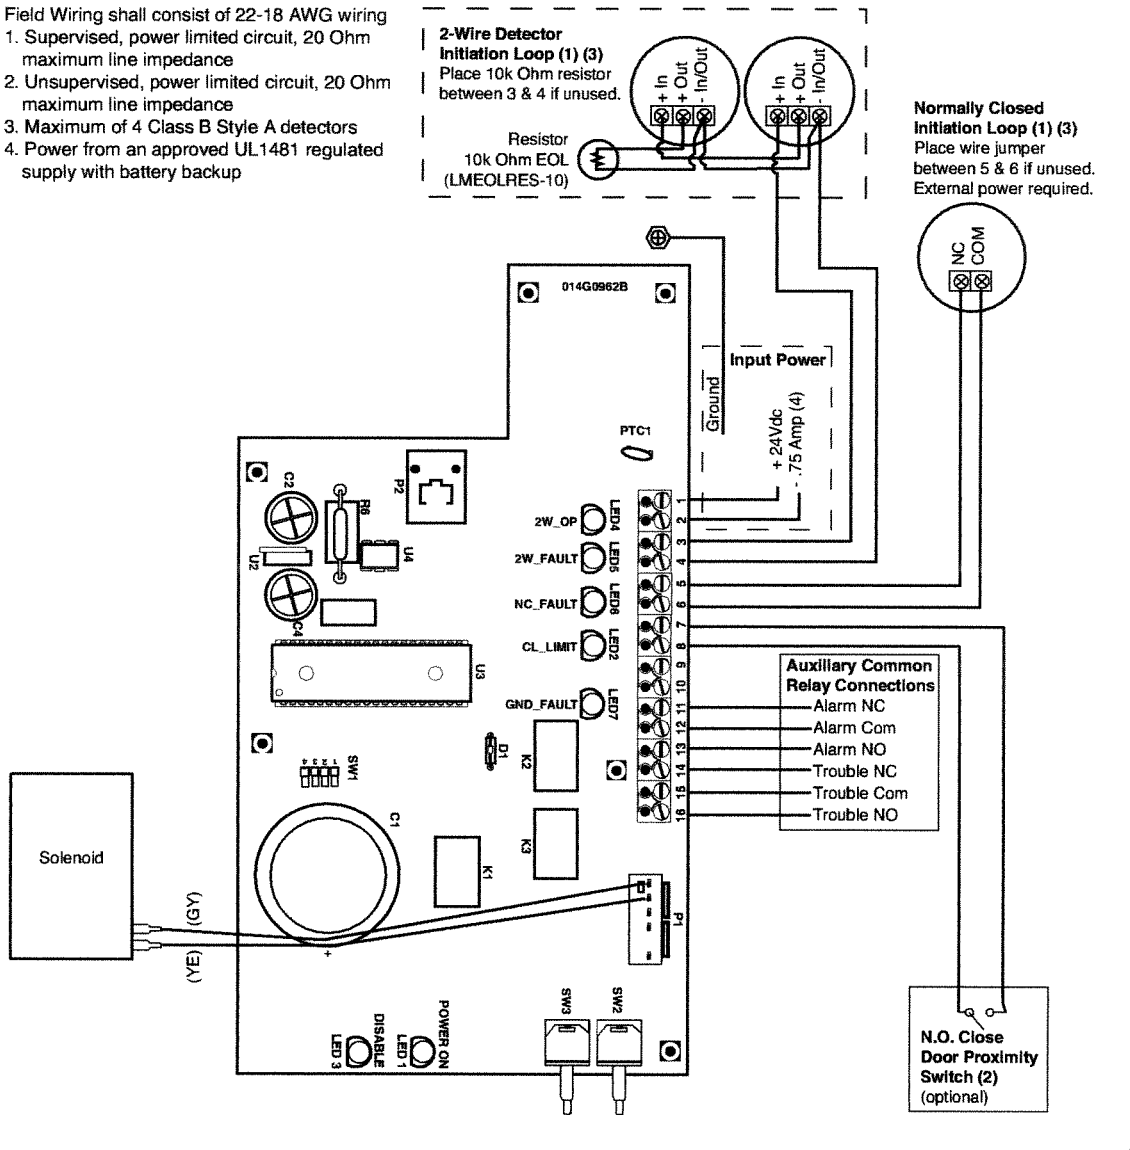 Field Wiring shall consist of 22-18 AWG wiring
1. Supervised, power limited circuit, 20 Ohm
maximum line impedance
2. Unsupervised, power limited circuit, 20 Ohm
maximum line impedance
3. Maximum of 4 Class B Style A detectors
4. Power from an approved UL1481 regulated
supply with battery backup
2-Wire Detector
Initiation Loop (1) (3)
Place 10k Ohm resistor
between 3 & 4 if unused.
Resistor
10k Ohm EOL
(LMEOLRES-10)
+ In
+ Out
- In/Out
+ In
+ Out
- In/Out
Normally Closed
Initiation Loop (1) (3)
Place wire jumper
between 5 & 6 if unused.
External power required.
NC
COM
014G0962B
Input Power
Ground
+ 24Vdc
- .75 Amp (4)
PTC1
P2
C2
R6
U4
U2
C4
U3
2W_OP
LED4
2W_FAULT
LED5
NC_FAULT
LED6
CL_LIMIT
LED2
GND_FAULT
LED7
1
2
3
4
5
6
7
8
9
10
11
12
13
14
15
16
Auxillary Common
Relay Connections
Alarm NC
Alarm Com
Alarm NO
Trouble NC
Trouble Com
Trouble NO
D1
K2
K3
K1
SW1
1 2 3 4
C1
+
P1
Solenoid
(GY)
(YE)
SW3
SW2
POWER ON
LED 1
DISABLE
LED 3
N.O. Close
Door Proximity
Switch (2)
(optional)